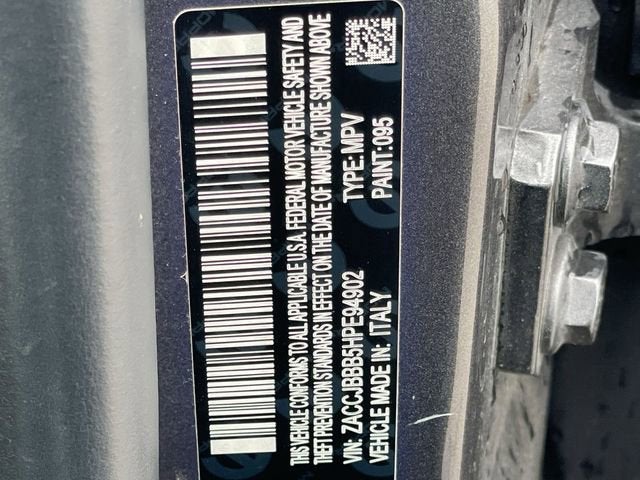 THIS VEHICLE CONFORMS TO ALL APPLICABLE U.S.A. FEDERAL MOTOR VEHICLE SAFETY AND
THEFT PREVENTION STANDARDS IN EFFECT ON THE DATE OF MANUFACTURE SHOWN ABOVE
VIN: ZACCJBBB5HPE94902 TYPE: MPV
VEHICLE MADE IN: ITALY PAINT: 095